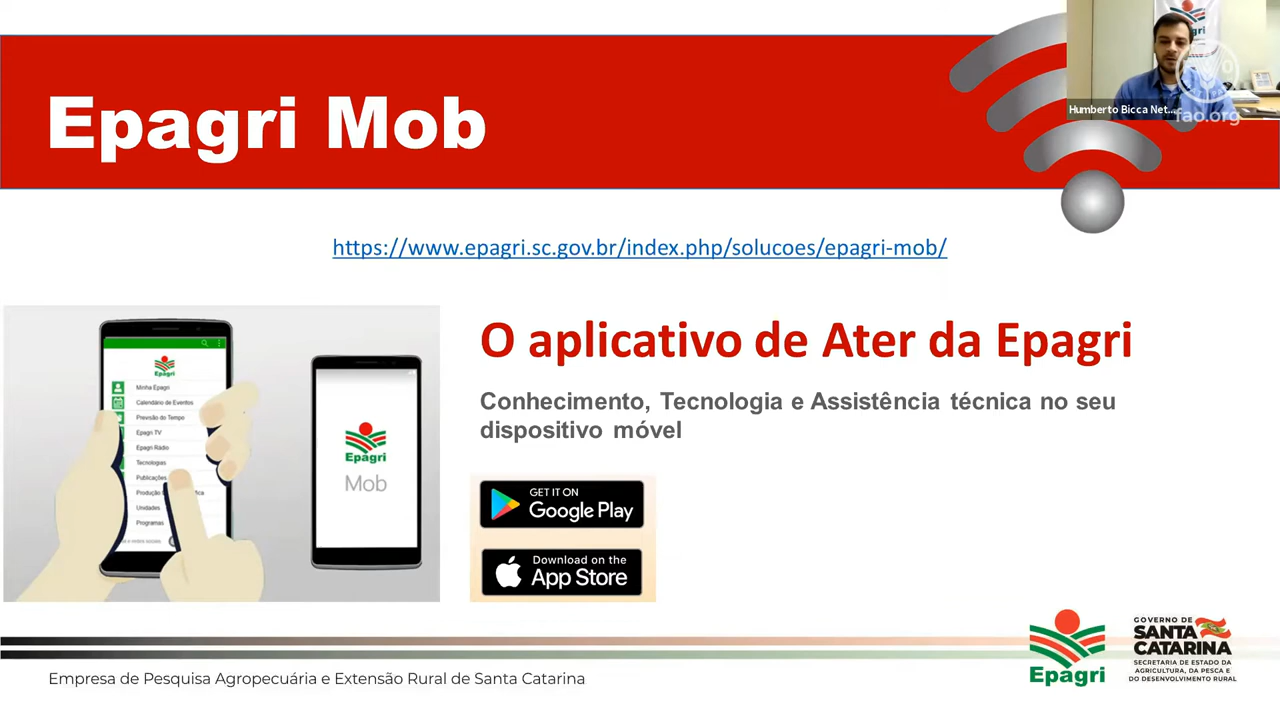 Epagri Mob
Humberto Bicca Net...
fao.org
https://www.epagri.sc.gov.br/index.php/solucoes/epagri-mob/
O aplicativo de Ater da Epagri
Conhecimento, Tecnologia e Assistência técnica no seu
dispositivo móvel
Epagri
Minha Epagri
Calendário de Eventos
Previsão do Tempo
Epagri TV
Epagri Rádio
Tecnologias
Publicações
Unidades
Programas
Epagri
Mob
GET IT ON
Google Play
Download on the
App Store
Epagri
GOVERNO DE
SANTA
CATARINA
SECRETARIA DE ESTADO DA
AGRICULTURA, DA PESCA E
DO DESENVOLVIMENTO RURAL
Empresa de Pesquisa Agropecuária e Extensão Rural de Santa Catarina